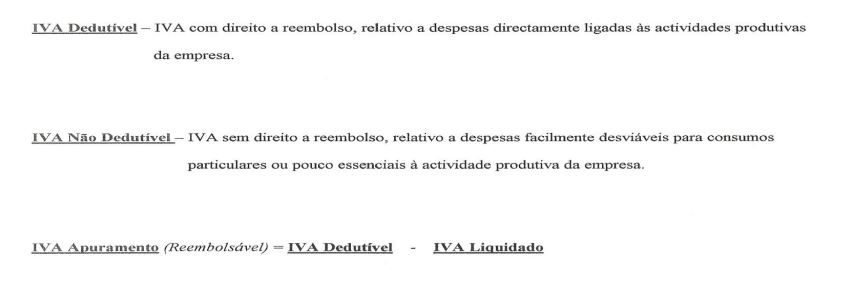 IVA Dedutível – IVA com direito a reembolso, relativo a despesas directamente ligadas às actividades produtivas
da empresa.
IVA Não Dedutível – IVA sem direito a reembolso, relativo a despesas facilmente desviáveis para consumos
particulares ou pouco essenciais à actividade produtiva da empresa.
IVA Apuramento (Reembolsável) = IVA Dedutível - IVA Liquidado